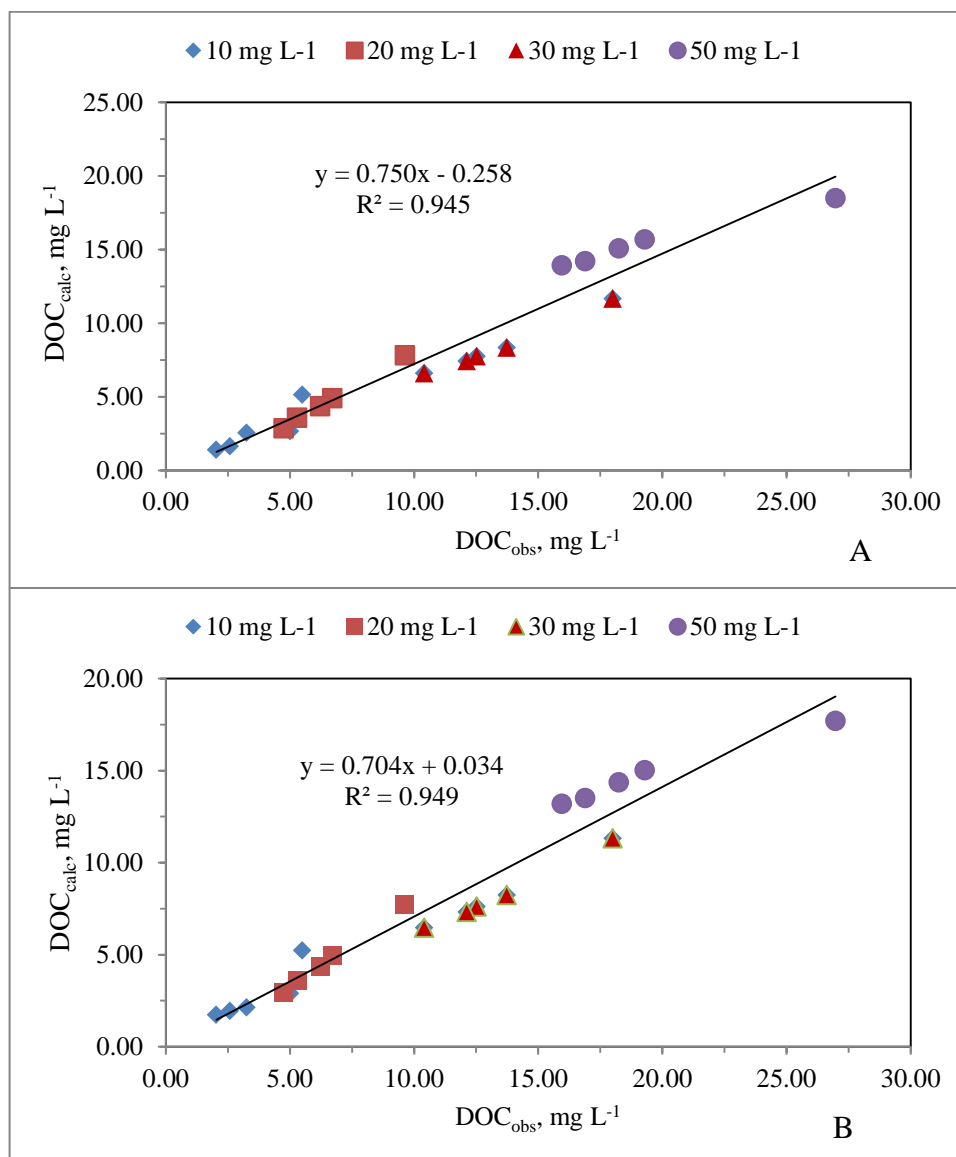 10 mg L-1 20 mg L-1 30 mg L-1 50 mg L-1
25.00
20.00
15.00
10.00
5.00
0.00
DOCcalc, mg L-1
y = 0.750x - 0.258
R² = 0.945
0.00 5.00 10.00 15.00 20.00 25.00 30.00
DOCobs, mg L-1
A
10 mg L-1 20 mg L-1 30 mg L-1 50 mg L-1
20.00
15.00
10.00
5.00
0.00
DOCcalc, mg L-1
y = 0.704x + 0.034
R² = 0.949
0.00 5.00 10.00 15.00 20.00 25.00 30.00
DOCobs, mg L-1
B